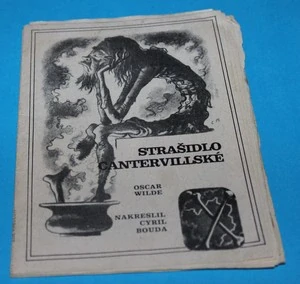 STRAŠIDLO
CANTERVILLSKÉ
OSCAR
WILDE
NAKRESLIL
CYRIL
BOUDA